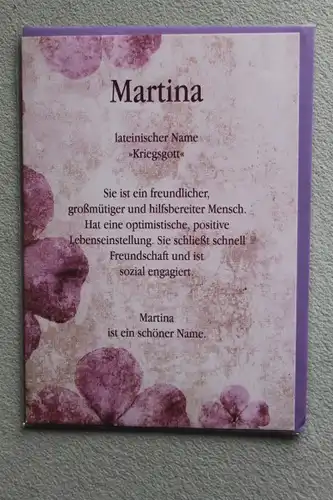 Martina
lateinischer Name
»Kriegsgott«
Sie ist ein freundlicher,
großmütiger und hilfsbereiter Mensch.
Hat eine optimistische, positive
Lebenseinstellung. Sie schließt schnell
Freundschaft und ist
sozial engagiert.
Martina
ist ein schöner Name.